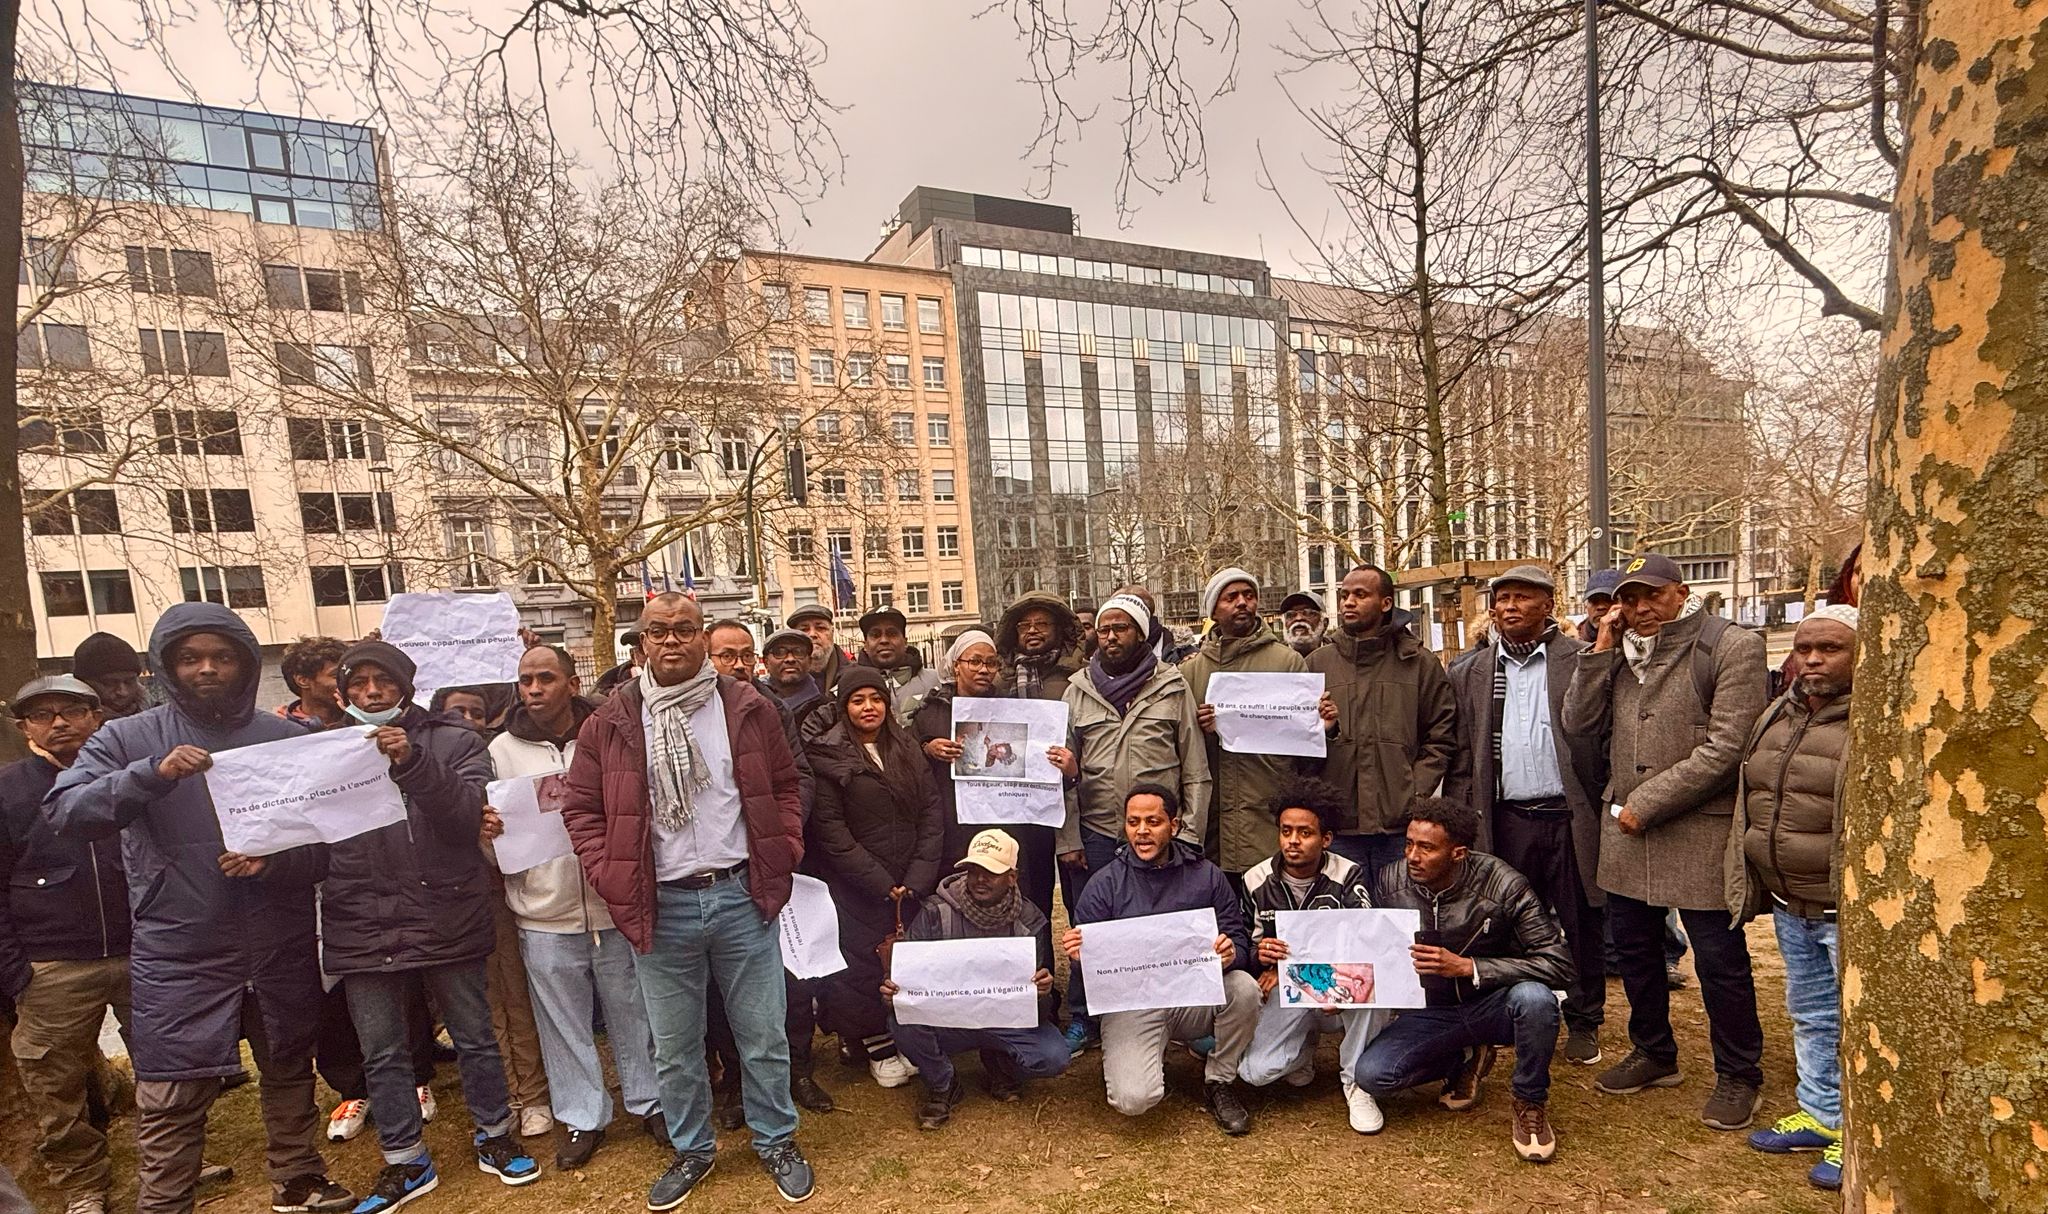 pouvoir appartient au peuple
Pas de dictature, place à l'avenir !
48 ans, ça suffit ! Le peuple veut
du changement !
Tous égaux, stop aux exclusions
ethniques !
Non à l'injustice, oui à l'égalité !
Non à l'injustice, oui à l'égalité !
Dodgers